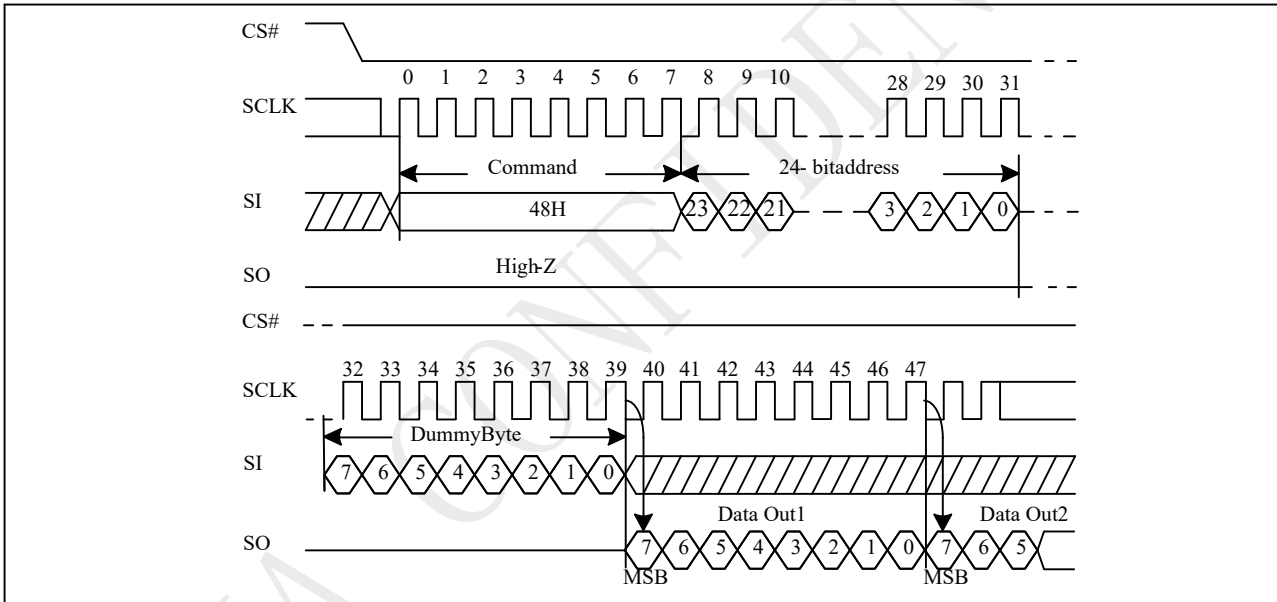 CS#
0 1 2 3 4 5 6 7 8 9 10 28 29 30 31
SCLK
Command 24- bitaddress
SI 48H 23 22 21 3 2 1 0
SO High-Z
CS#
32 33 34 35 36 37 38 39 40 41 42 43 44 45 46 47
SCLK
DummyByte
SI 7 6 5 4 3 2 1 0
Data Out1 Data Out2
SO 7 6 5 4 3 2 1 0 7 6 5
MSB MSB